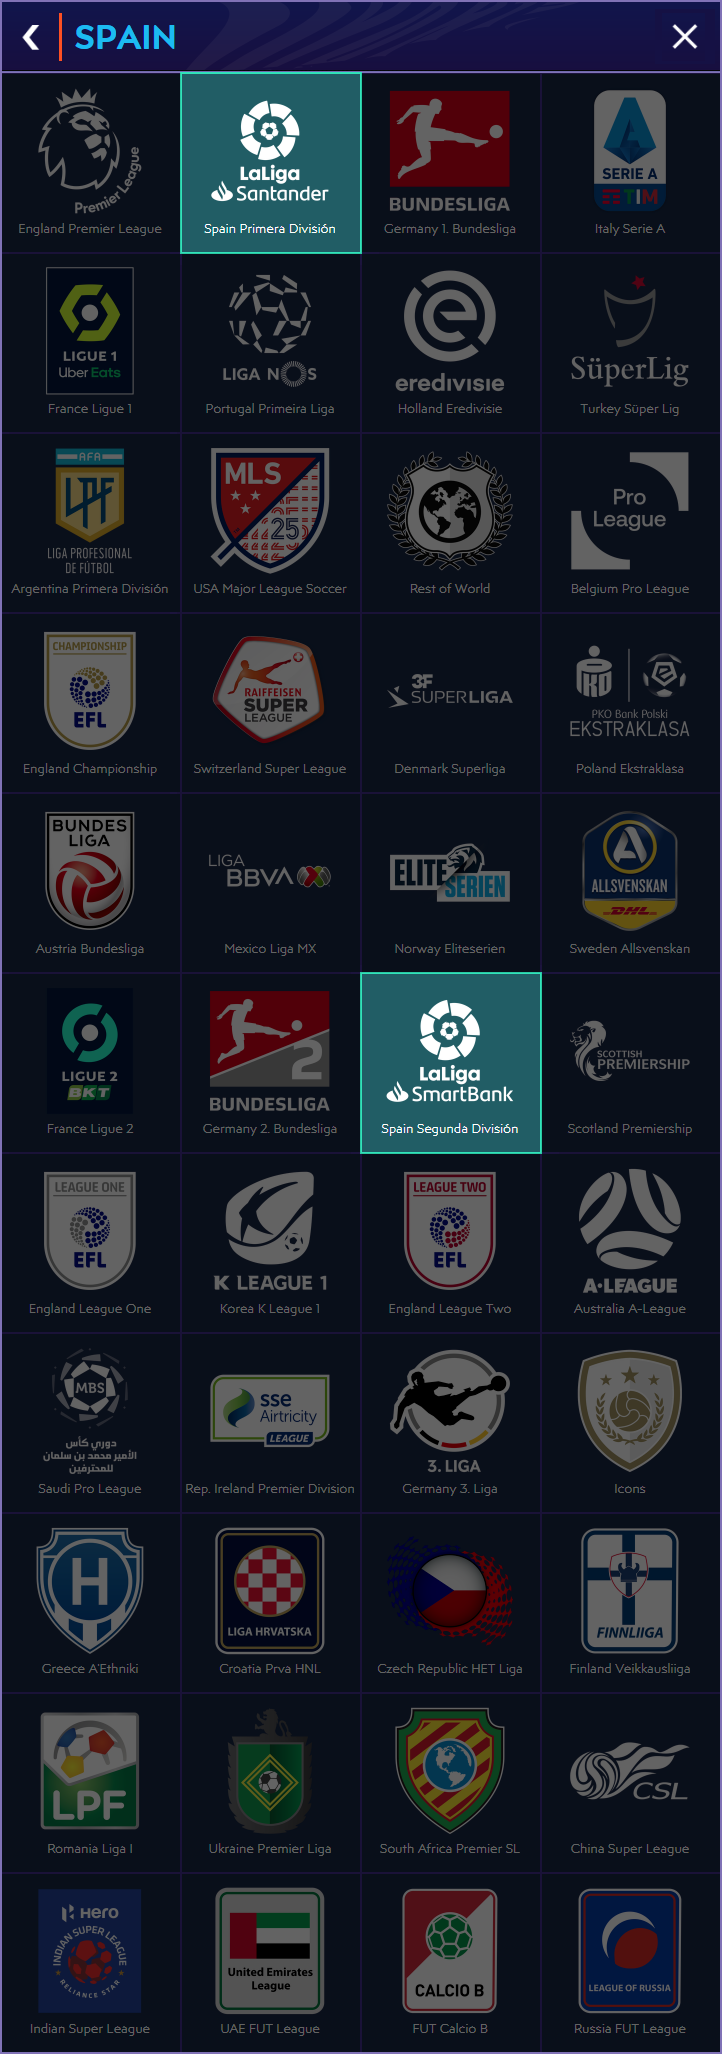 SPAIN
Premier League
England Premier League
LaLiga
Santander
Spain Primera División
BUNDESLIGA
Germany 1. Bundesliga
SERIE A
TIM
Italy Serie A
LIGUE 1
Uber Eats
France Ligue 1
LIGA NOS
Portugal Primeira Liga
eredivisie
Holland Eredivisie
SüperLig
Turkey Süper Lig
AFA
LPF
LIGA PROFESIONAL
DE FÚTBOL
Argentina Primera División
MLS
25
USA Major League Soccer
Rest of World
Pro
League
Belgium Pro League
CHAMPIONSHIP
EFL
England Championship
RAIFFEISEN
SUPER
LEAGUE
Switzerland Super League
3F
SUPERLIGA
Denmark Superliga
PKO Bank Polski
EKSTRAKLASA
Poland Ekstraklasa
BUNDES
LIGA
Austria Bundesliga
LIGA
BBVA
Mexico Liga MX
ELITE
SERIEN
Norway Eliteserien
ALLSVENSKAN
DHL
Sweden Allsvenskan
LIGUE 2
BKT
France Ligue 2
2
BUNDESLIGA
Germany 2. Bundesliga
LaLiga
SmartBank
Spain Segunda División
SCOTTISH
PREMIERSHIP
Scotland Premiership
LEAGUE ONE
EFL
England League One
K LEAGUE 1
Korea K League 1
LEAGUE TWO
EFL
England League Two
A-LEAGUE
Australia A-League
MBS
دوري كأس
الأمير محمد بن سلمان
للمحترفين
Saudi Pro League
sse
Airtricity
LEAGUE
Rep. Ireland Premier Division
3. LIGA
Germany 3. Liga
Icons
H
Greece A'Ethniki
LIGA HRVATSKA
Croatia Prva HNL
Czech Republic HET Liga
FINNLIIGA
Finland Veikkausliiga
LPF
Romania Liga I
Ukraine Premier Liga
South Africa Premier SL
CSL
China Super League
Hero
INDIAN SUPER LEAGUE
RELIANCE STAR
Indian Super League
United Emirates
League
UAE FUT League
CALCIO B
FUT Calcio B
LEAGUE OF RUSSIA
Russia FUT League